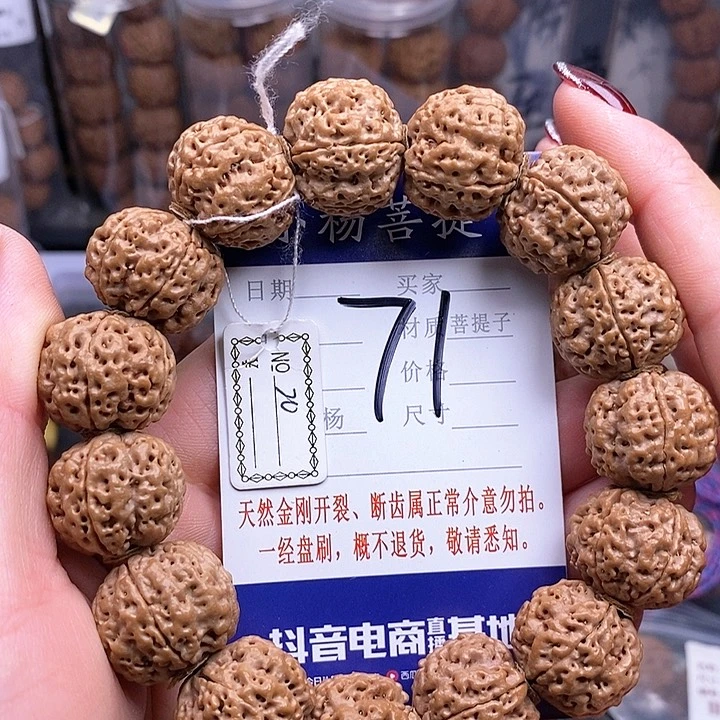 杨菩提
日期
买家
71
材质 菩提子
价格
杨
尺寸
NO. 20
¥
天然金刚开裂、断齿属正常介意勿拍。
一经盘刷，概不退货，敬请悉知。
抖音电商直播基地